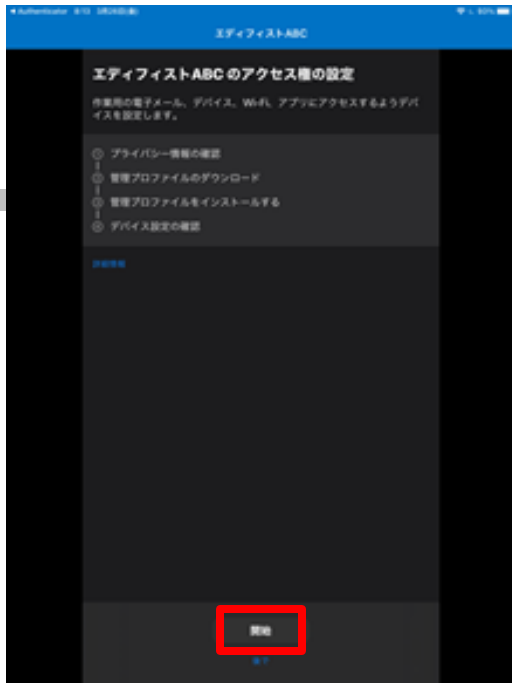 Authenticator
エディフィストABC
エディフィストABC のアクセス権の設定
作業用の電子メール、デバイス、Wi-Fi、アプリにアクセスするようデバ
イスを設定します。
プライバシー情報の確認
管理プロファイルのダウンロード
管理プロファイルをインストールする
デバイス設定の確認
詳細情報
開始